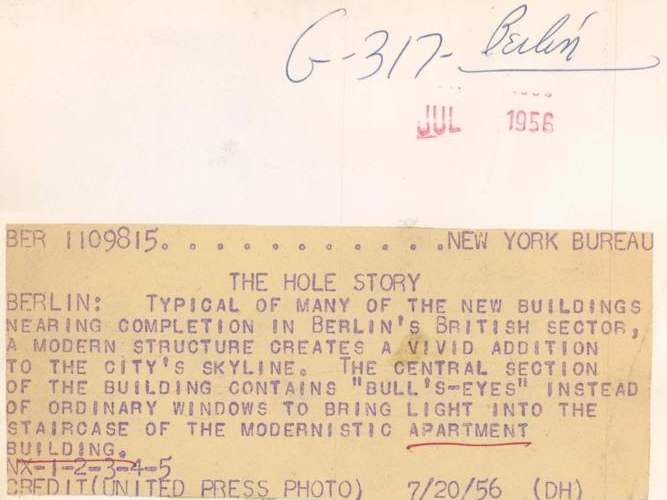 G-317- Berlin
JUL 1956
BER 1109815. . . . . . . . . . . .NEW YORK BUREAU
THE HOLE STORY
BERLIN: TYPICAL OF MANY OF THE NEW BUILDINGS
NEARING COMPLETION IN BERLIN'S BRITISH SECTOR,
A MODERN STRUCTURE CREATES A VIVID ADDITION
TO THE CITY'S SKYLINE. THE CENTRAL SECTION
OF THE BUILDING CONTAINS "BULL'S-EYES" INSTEAD
OF ORDINARY WINDOWS TO BRING LIGHT INTO THE
STAIRCASE OF THE MODERNISTIC APARTMENT
BUILDING.
NX-1-2-3-4-5
CREDIT(UNITED PRESS PHOTO) 7/20/56 (DH)